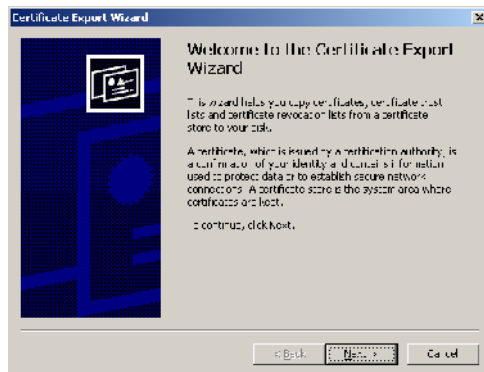 Certificate Export Wizard
Welcome to the Certificate Export
Wizard
This wizard helps you copy certificates, certificate trust
lists and certificate revocation lists from a certificate
store to your disk.
A certificate, which is issued by a certification authority, is
a confirmation of your identity and contains information
used to protect data or to establish secure network
connections. A certificate store is the system area where
certificates are kept.
To continue, click Next.
< Back
Next >
Cancel